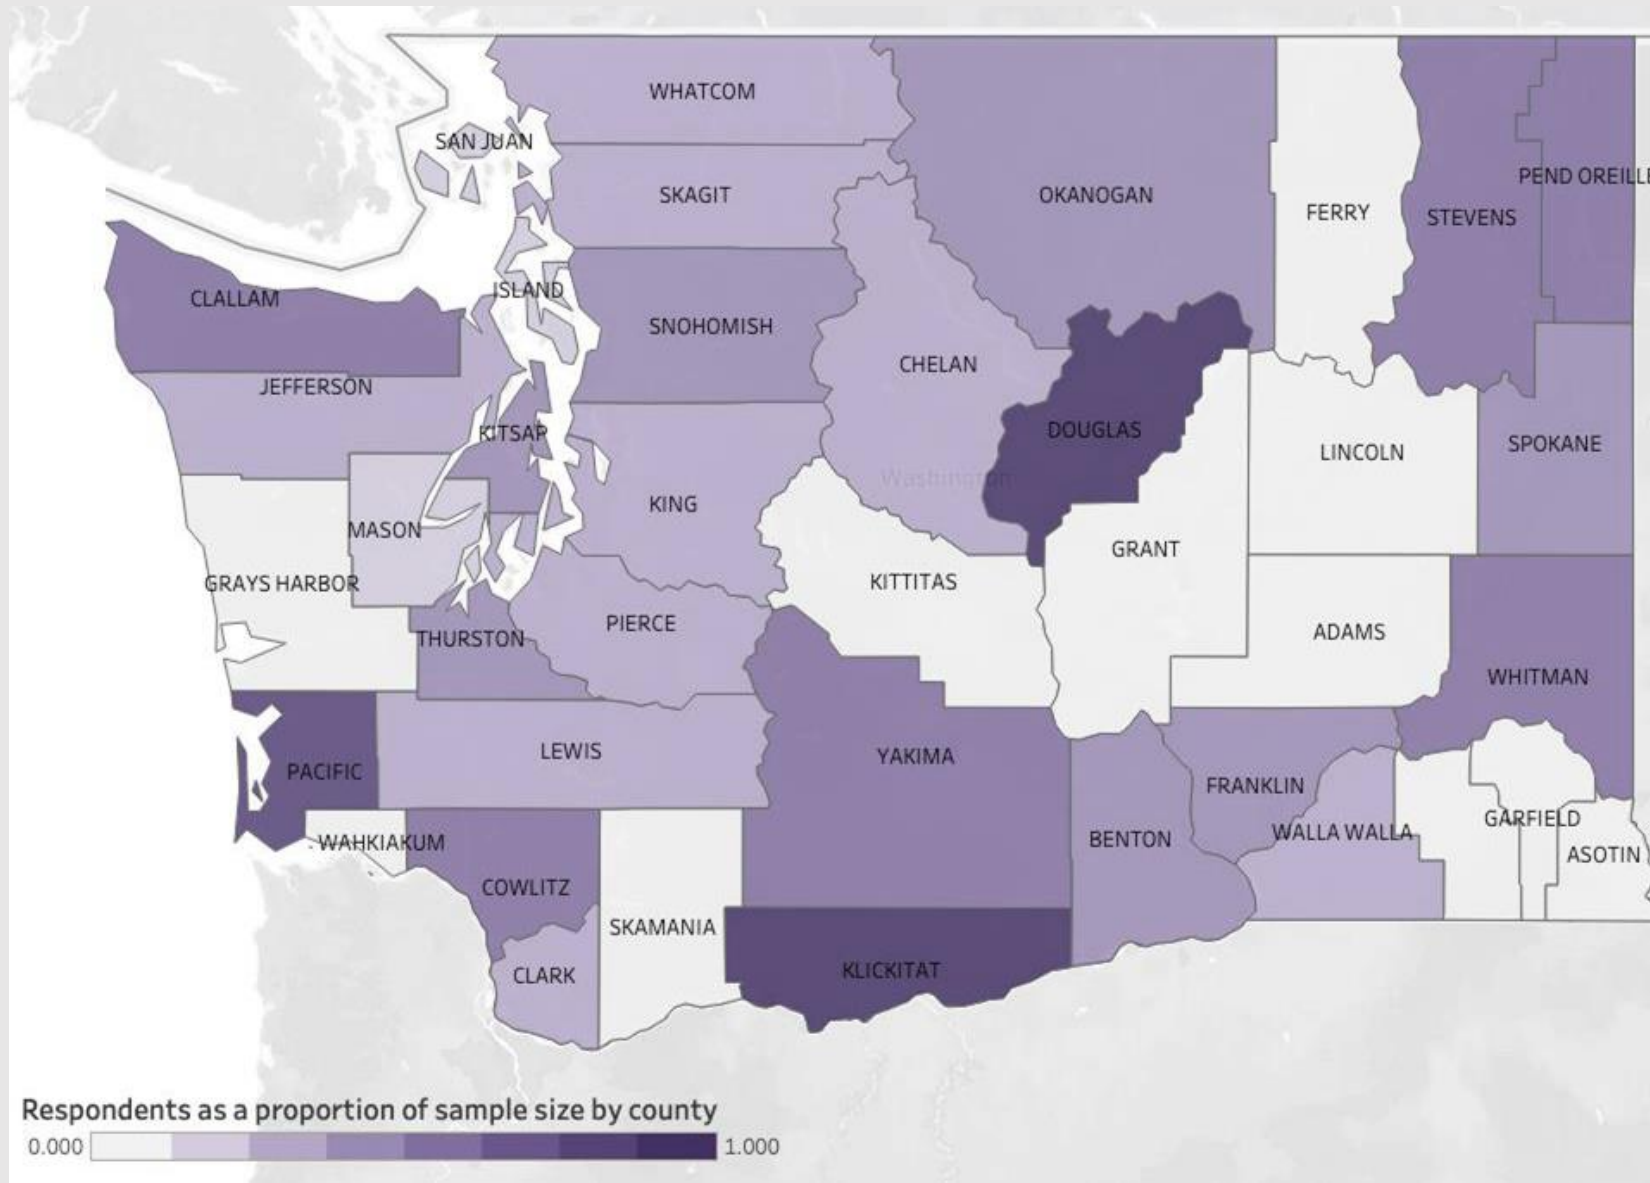 WHATCOM
SAN JUAN
SKAGIT
OKANOGAN
PEND OREILLE
FERRY
STEVENS
ISLAND
CLALLAM
SNOHOMISH
CHELAN
JEFFERSON
KITSAP
DOUGLAS
LINCOLN
SPOKANE
Washington
KING
MASON
GRANT
GRAYS HARBOR
KITTITAS
PIERCE
ADAMS
THURSTON
WHITMAN
LEWIS
YAKIMA
PACIFIC
FRANKLIN
GARFIELD
WALLA WALLA
BENTON
WAHKIAKUM
ASOTIN
COWLITZ
SKAMANIA
KLICKITAT
CLARK
Respondents as a proportion of sample size by county
0.000 1.000